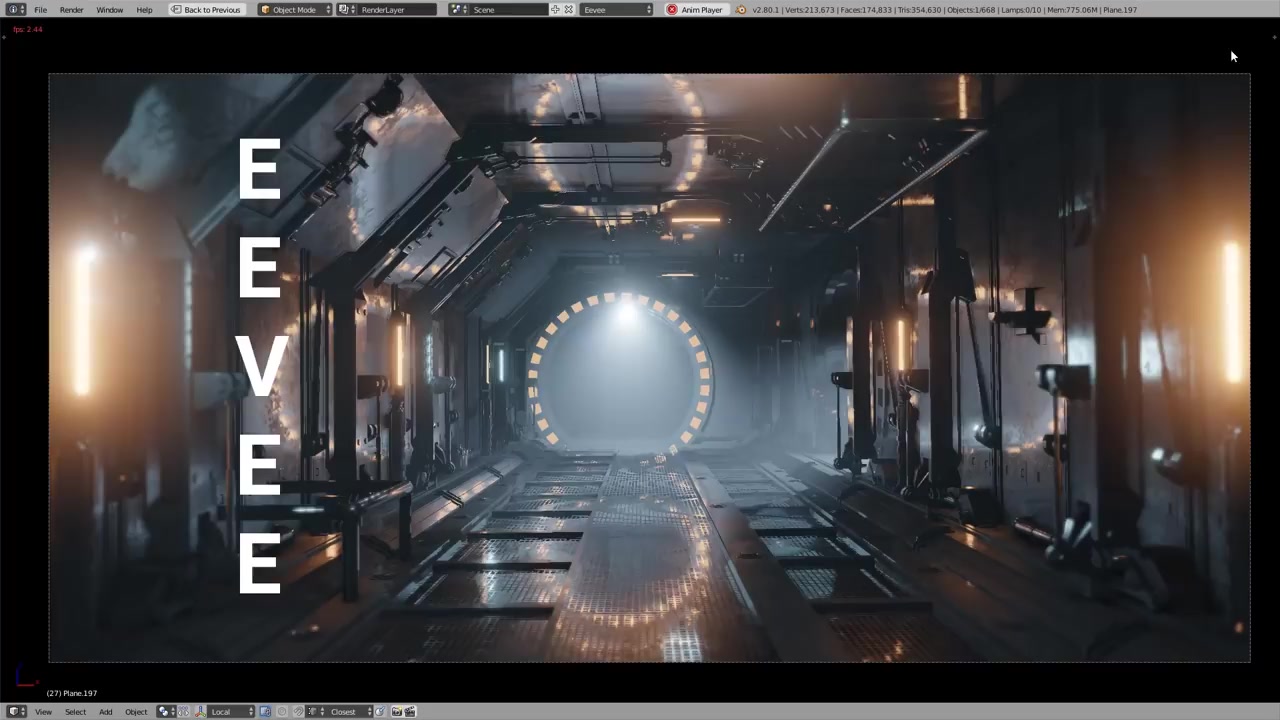 File Render Window Help Back to Previous Object Mode RenderLayer Scene Eevee Anim Player v2.80.1 | Verts:213,673 | Faces:174,833 | Tris:354,630 | Objects:1/668 | Lamps:0/10 | Mem:775.06M | Plane.197
fps: 2.44
E
E
V
E
E
(27) Plane.197
View Select Add Object Local Closest